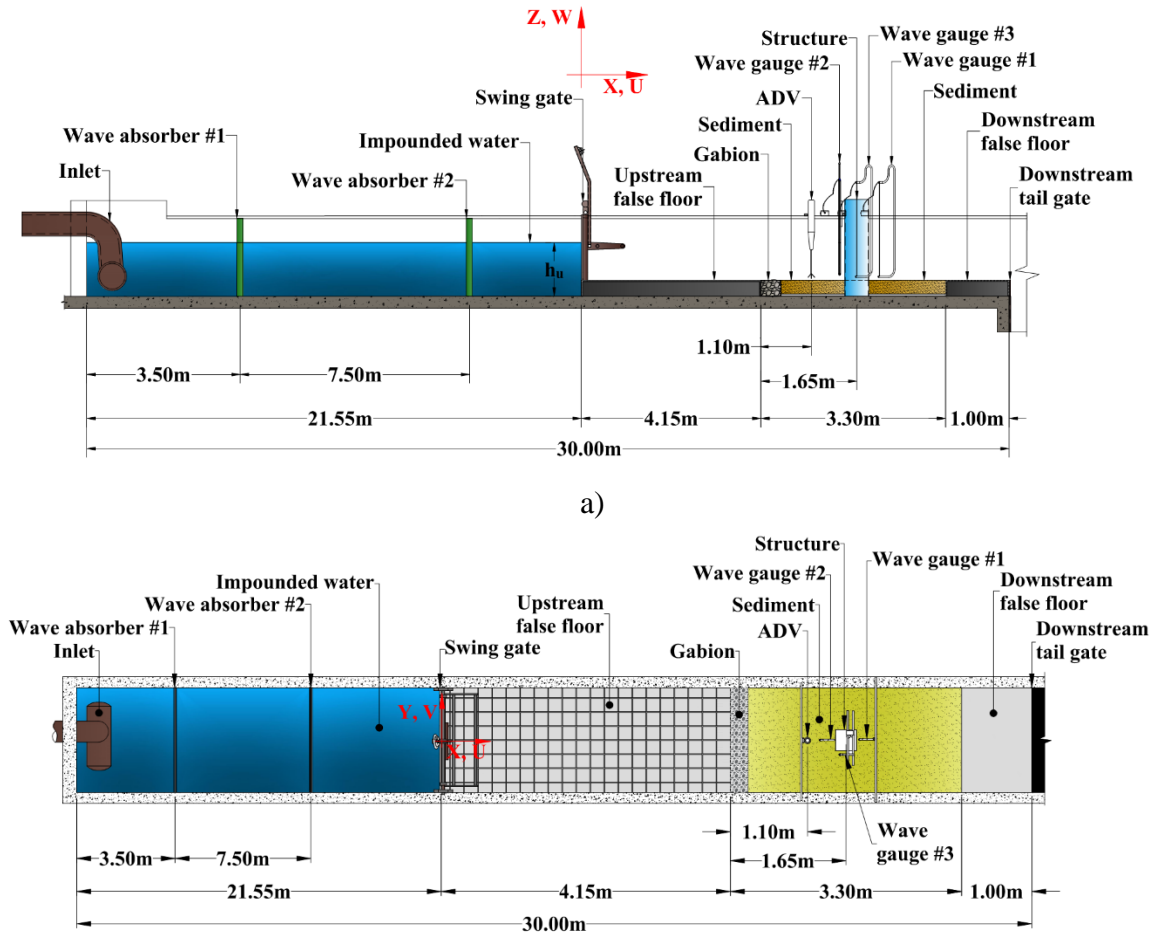 Z, W
X, U
Swing gate
Wave absorber #1
Inlet
Wave absorber #2
Impounded water
Structure
Wave gauge #3
Wave gauge #2
Wave gauge #1
ADV
Sediment
Sediment
Gabion
Downstream
false floor
Upstream
false floor
Downstream
tail gate
hu
1.10m
3.50m
7.50m
1.65m
21.55m
4.15m
3.30m
1.00m
30.00m
a)
Structure
Impounded water
Wave gauge #1
Wave gauge #2
Wave absorber #2
Upstream
false floor
Sediment
Downstream
false floor
Wave absorber #1
ADV
Inlet
Swing gate
Gabion
Downstream
tail gate
Y, V
X, U
1.10m
Wave
gauge #3
3.50m
7.50m
1.65m
21.55m
4.15m
3.30m
1.00m
30.00m